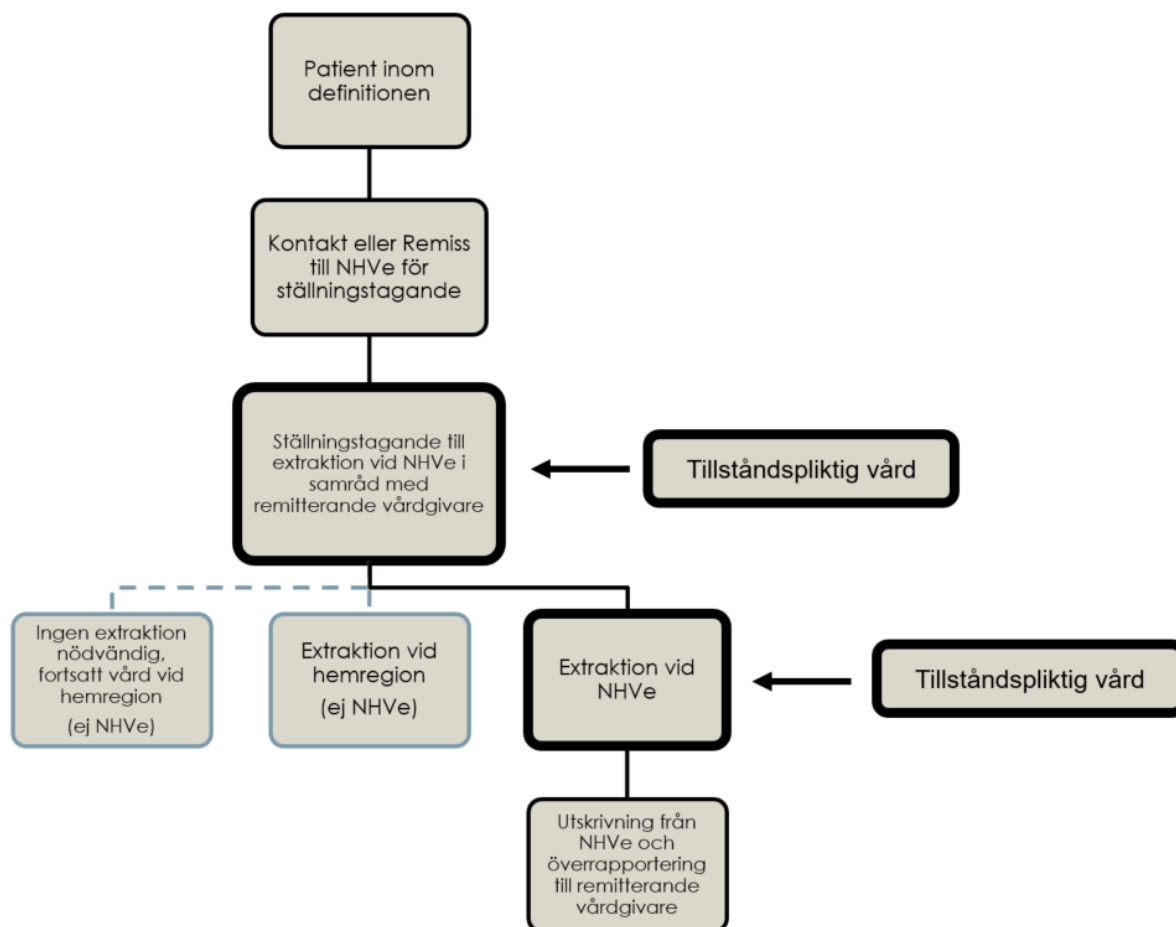 Patient inom
definitionen
Kontakt eller Remiss
till NHVe för
ställningstagande
Ställningstagande till
extraktion vid NHVe i
samråd med
remitterande vårdgivare
Tillståndspliktig vård
Ingen extraktion
nödvändig,
fortsatt vård vid
hemregion
(ej NHVe)
Extraktion vid
hemregion
(ej NHVe)
Extraktion vid
NHVe
Tillståndspliktig vård
Utskrivning från
NHVe och
överrapportering
till remitterande
vårdgivare